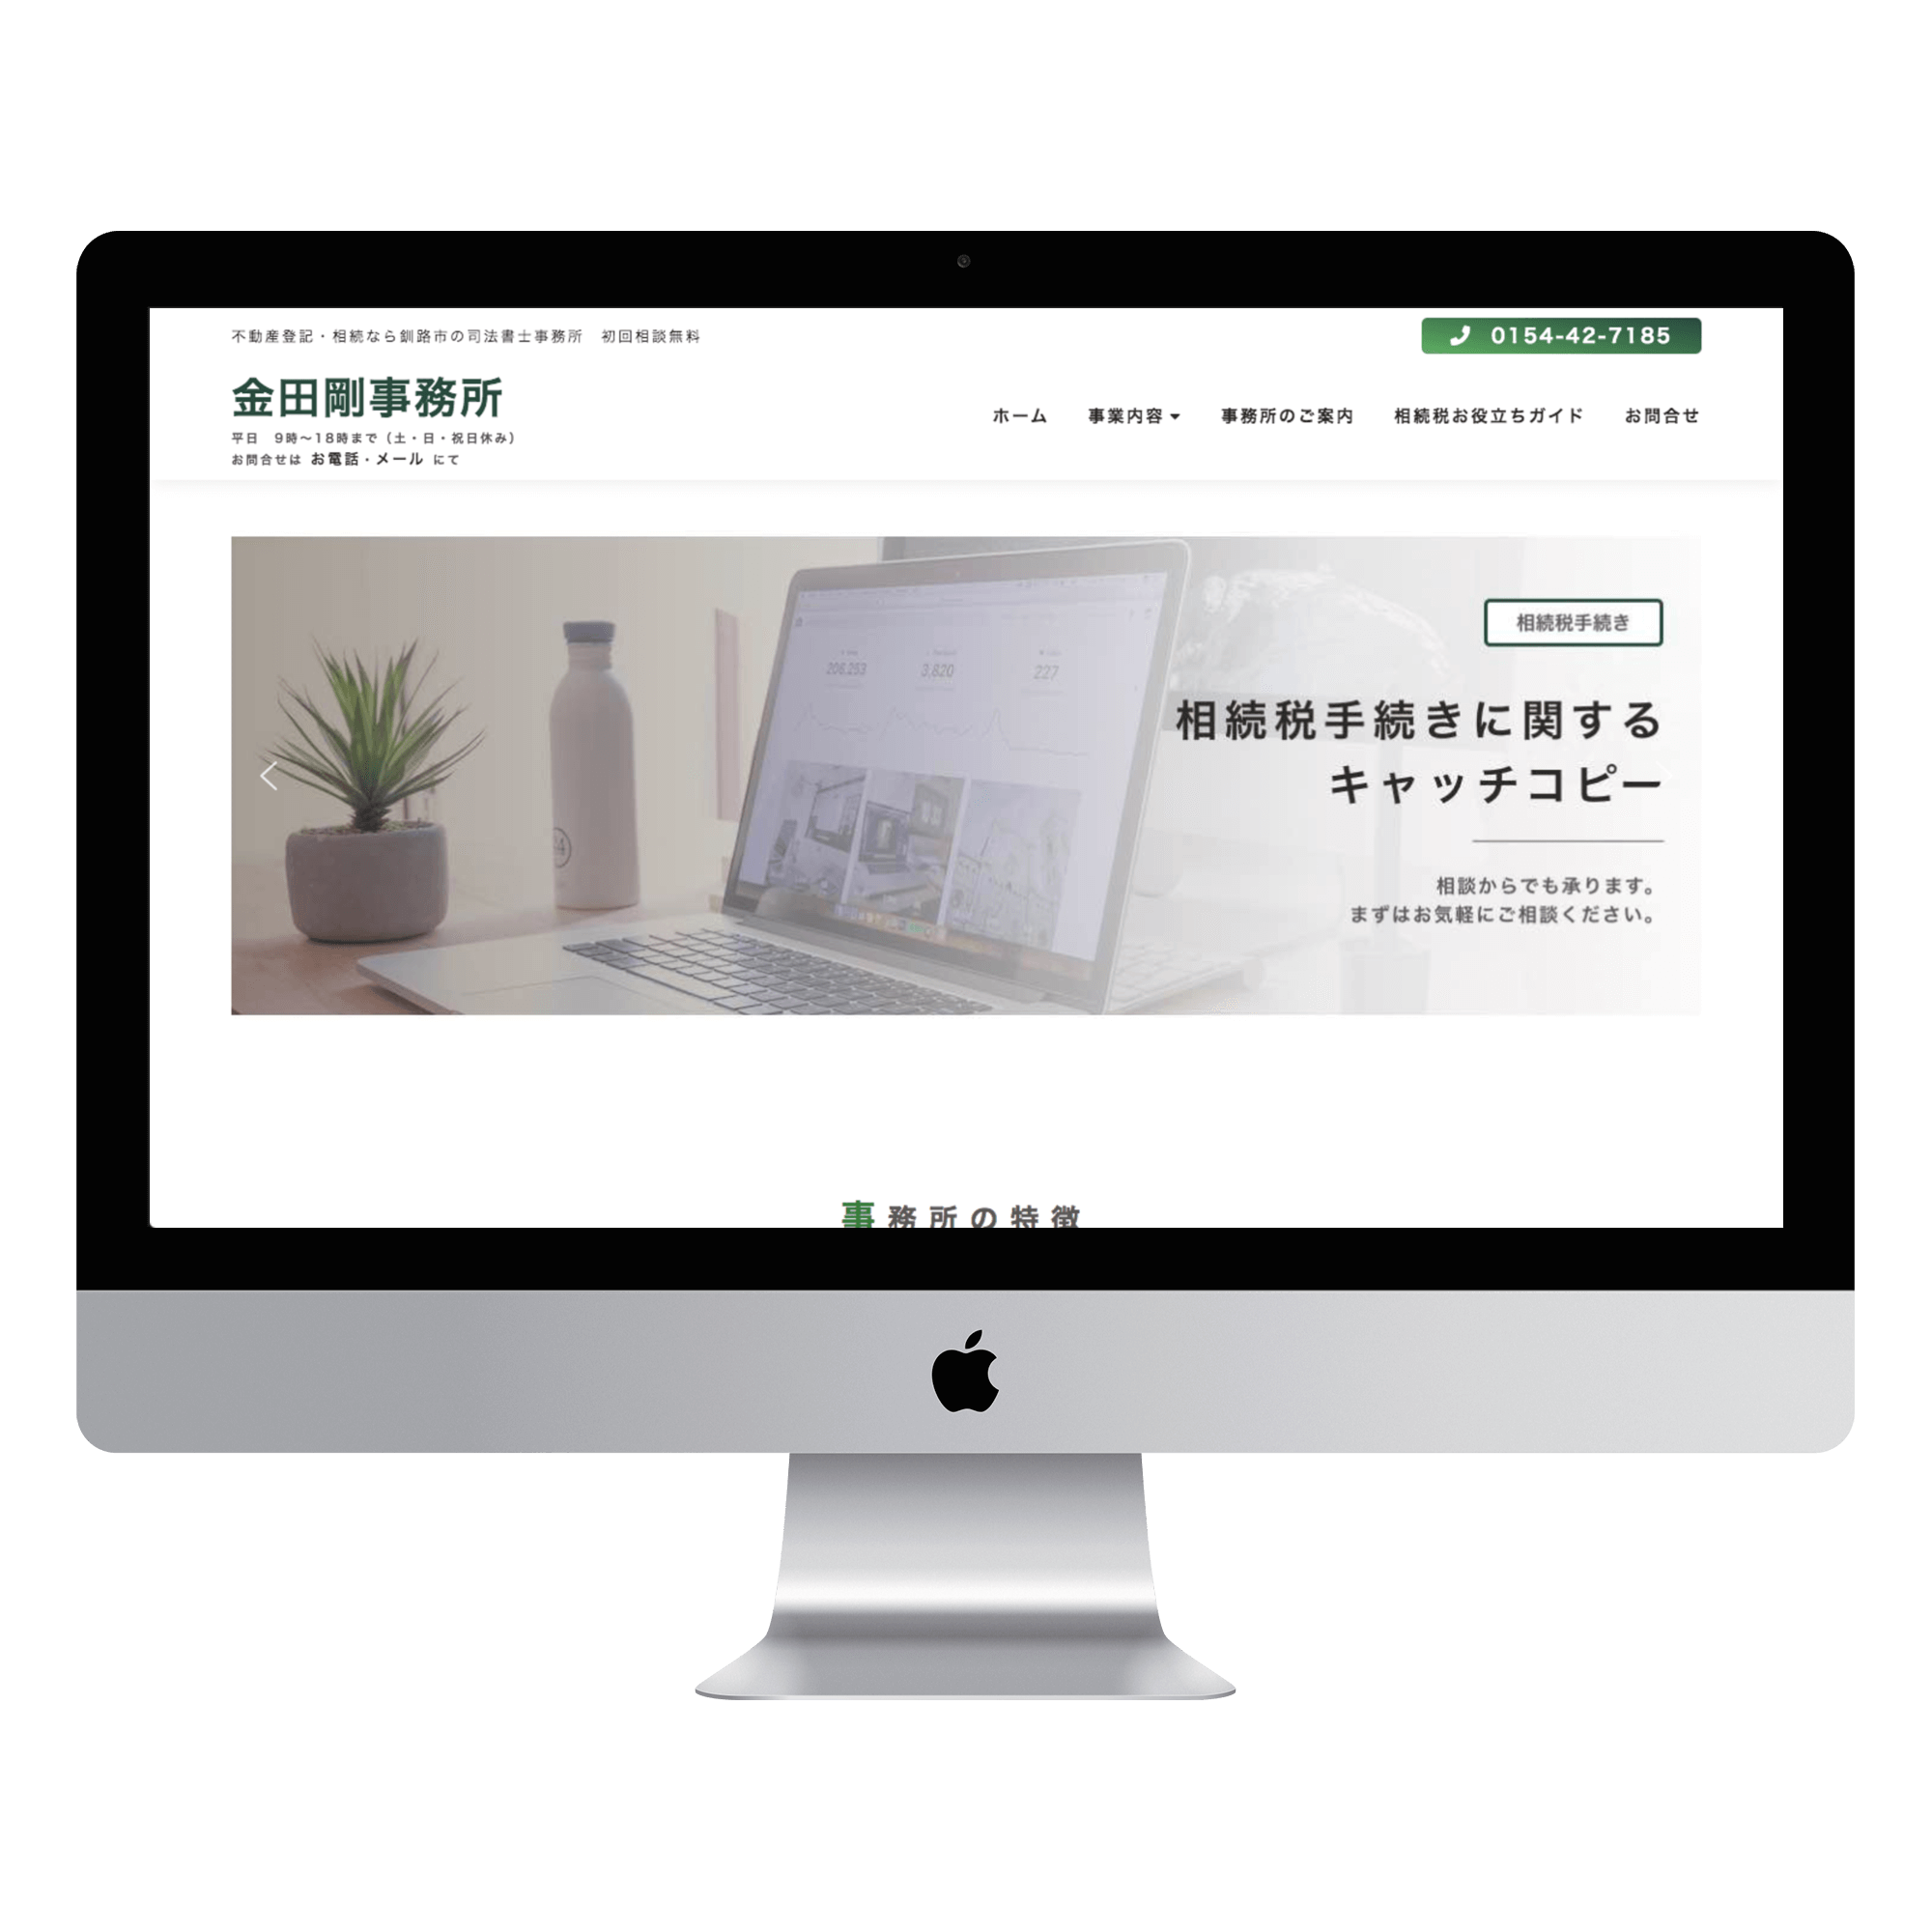 不動産登記・相続なら釧路市の司法書士事務所　初回相談無料
0154-42-7185
金田剛事務所
平日　9時〜18時まで（土・日・祝日休み）
お問合せは お電話・メール にて
ホーム 事業内容 事務所のご案内 相続税お役立ちガイド お問合せ
相続税手続き
相続税手続きに関する
キャッチコピー
相談からでも承ります。
まずはお気軽にご相談ください。
206,253 3,820 227
事務所の特徴